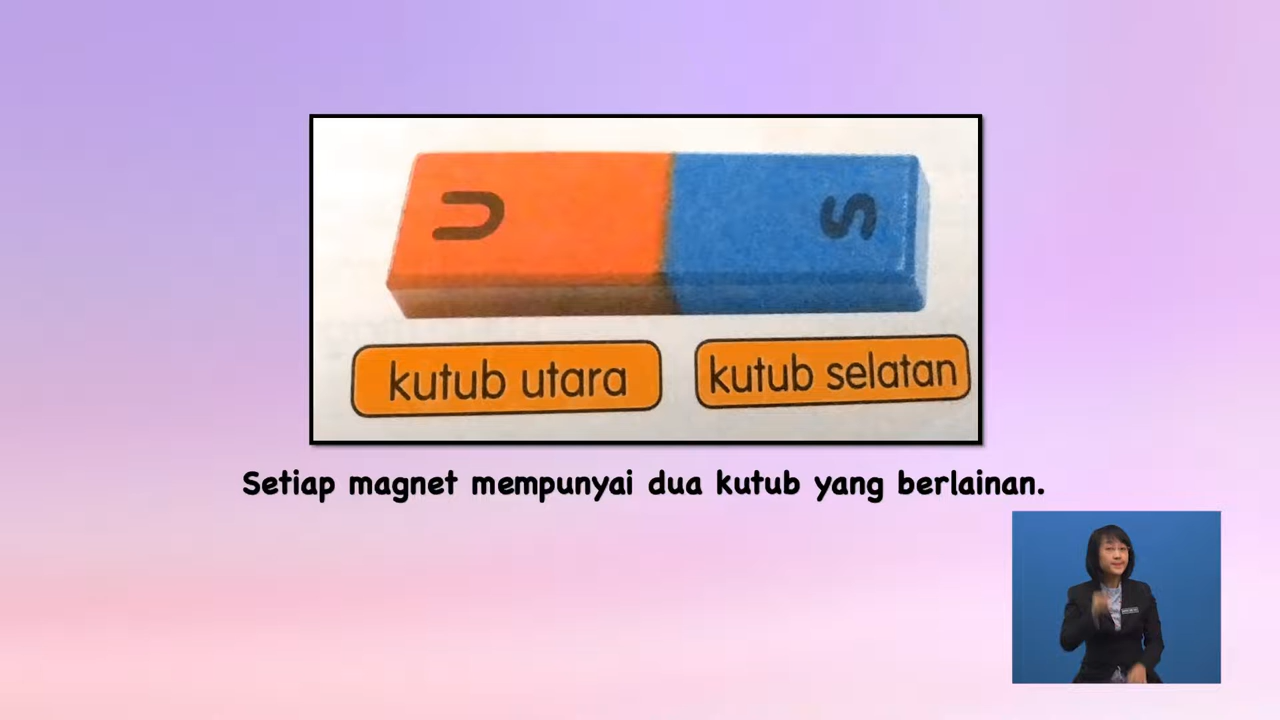 U S
kutub utara kutub selatan
Setiap magnet mempunyai dua kutub yang berlainan.